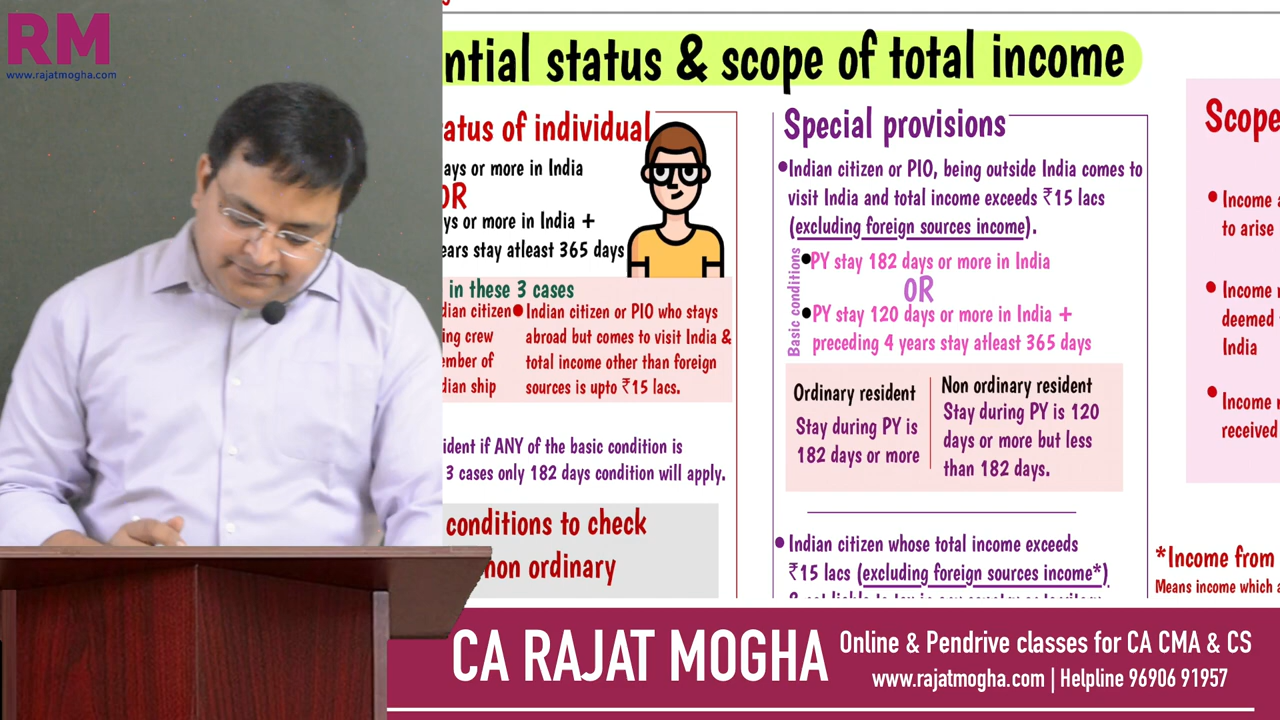 RM
www.rajatmogha.com
ntial status & scope of total income
atus of individual
ays or more in India
OR
ys or more in India +
ears stay atleast 365 days
in these 3 cases
dian citizen
ing crew
ember of
dian ship
• Indian citizen or PIO who stays
abroad but comes to visit India &
total income other than foreign
sources is upto ₹15 lacs.
ident if ANY of the basic condition is
3 cases only 182 days condition will apply.
conditions to check
non ordinary
Special provisions
• Indian citizen or PIO, being outside India comes to
visit India and total income exceeds ₹15 lacs
(excluding foreign sources income).
Basic conditions
• PY stay 182 days or more in India
OR
• PY stay 120 days or more in India +
preceding 4 years stay atleast 365 days
Ordinary resident
Stay during PY is
182 days or more
Non ordinary resident
Stay during PY is 120
days or more but less
than 182 days.
• Indian citizen whose total income exceeds
₹15 lacs (excluding foreign sources income*)
Scope
• Income a
to arise
• Income
deemed
India
• Income
received
*Income from
Means income which a
CA RAJAT MOGHA
Online & Pendrive classes for CA CMA & CS
www.rajatmogha.com | Helpline 96906 91957